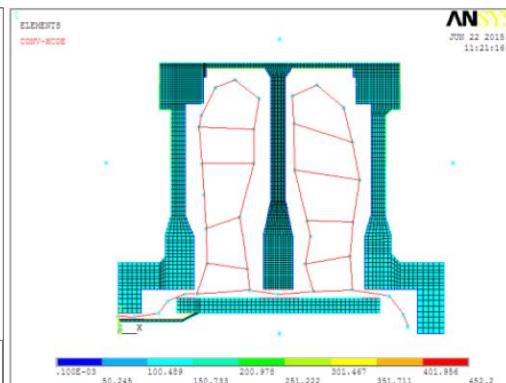 ELEMENTS
CONV-NODE
ANSYS
JUN 22 2015
11:21:16
X
.100E-03 100.489 200.978 301.467 401.956
50.245 150.733 251.222 351.711 452.2